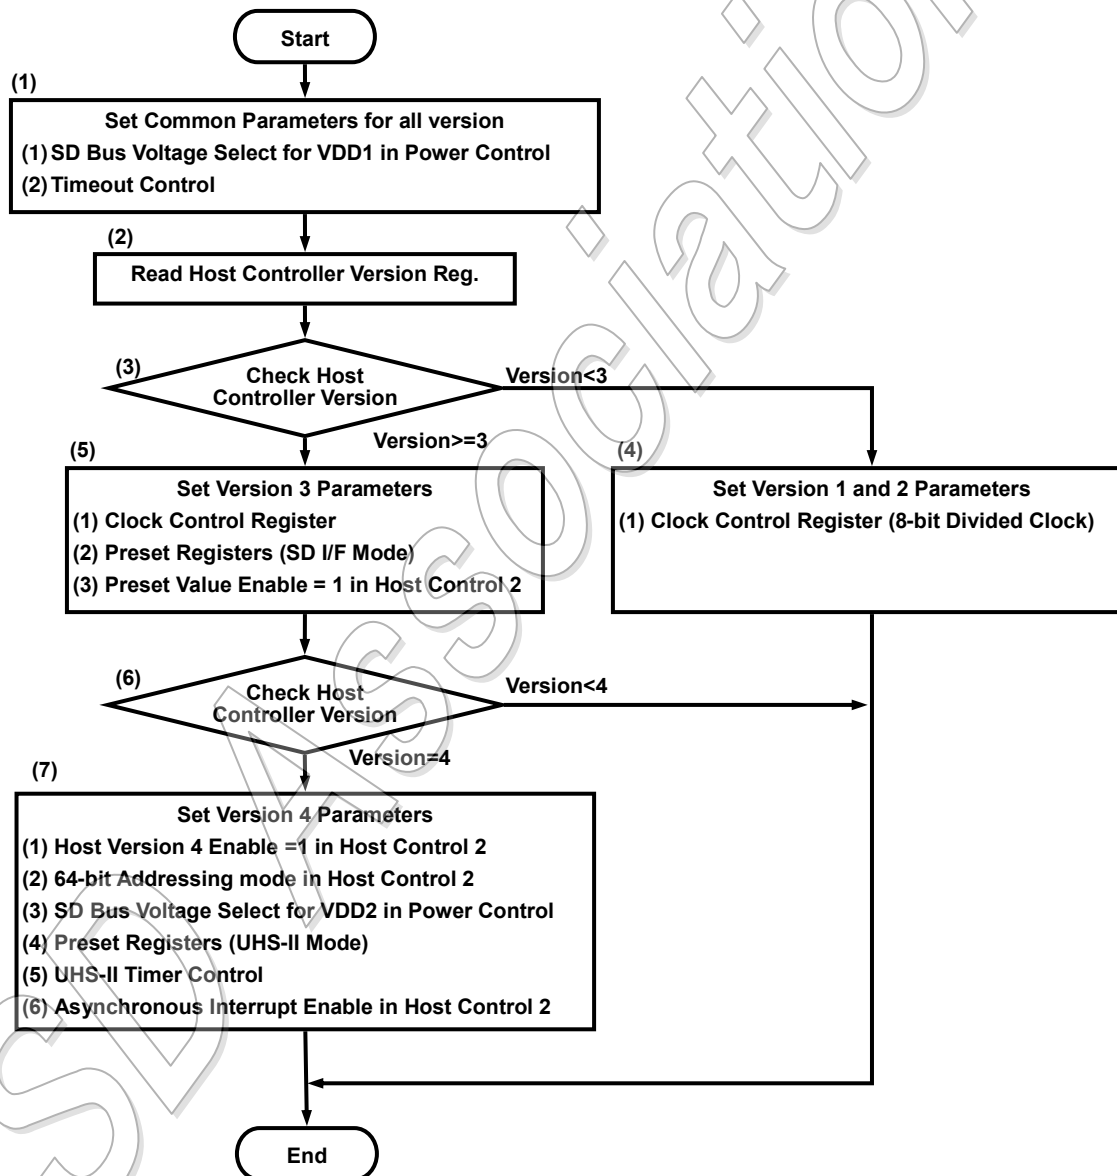 Start
(1)
Set Common Parameters for all version
(1) SD Bus Voltage Select for VDD1 in Power Control
(2) Timeout Control
(2)
Read Host Controller Version Reg.
(3)
Check Host
Controller Version
Version<3
Version>=3
(5)
Set Version 3 Parameters
(1) Clock Control Register
(2) Preset Registers (SD I/F Mode)
(3) Preset Value Enable = 1 in Host Control 2
(4)
Set Version 1 and 2 Parameters
(1) Clock Control Register (8-bit Divided Clock)
(6)
Check Host
Controller Version
Version<4
Version=4
(7)
Set Version 4 Parameters
(1) Host Version 4 Enable =1 in Host Control 2
(2) 64-bit Addressing mode in Host Control 2
(3) SD Bus Voltage Select for VDD2 in Power Control
(4) Preset Registers (UHS-II Mode)
(5) UHS-II Timer Control
(6) Asynchronous Interrupt Enable in Host Control 2
End
SD Association